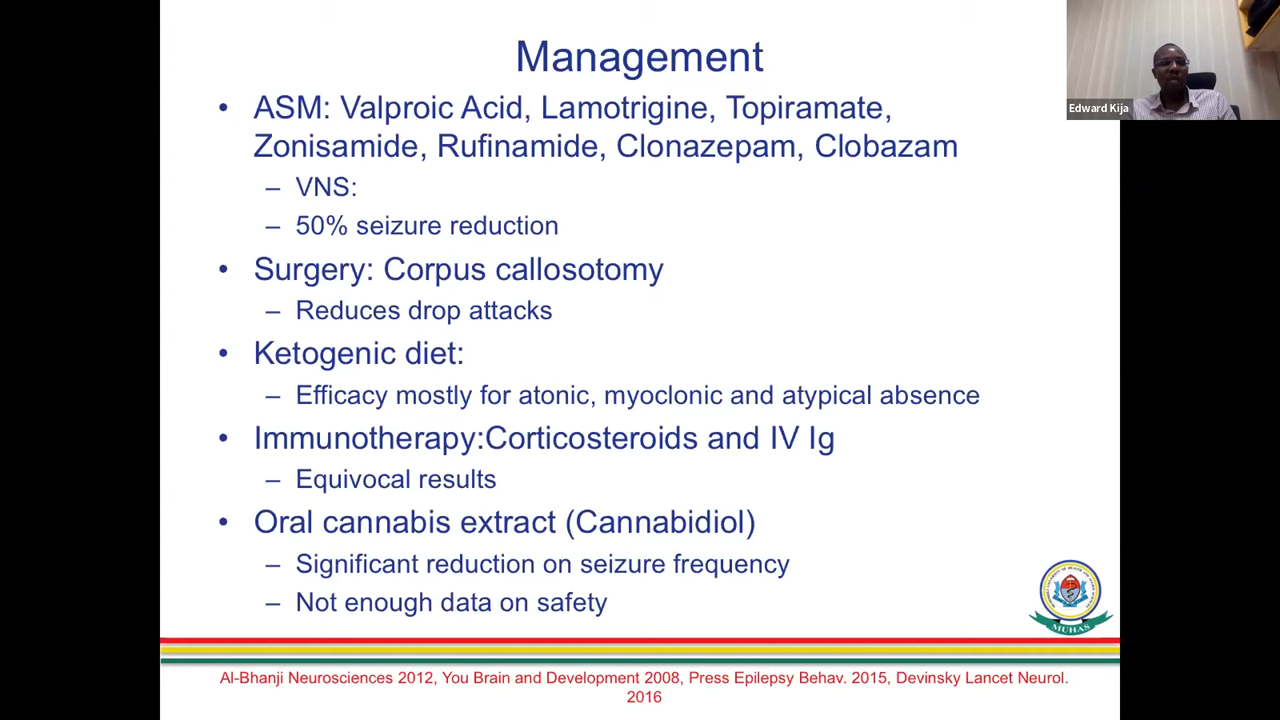 Management
• ASM: Valproic Acid, Lamotrigine, Topiramate,
Zonisamide, Rufinamide, Clonazepam, Clobazam
– VNS:
– 50% seizure reduction
• Surgery: Corpus callosotomy
– Reduces drop attacks
• Ketogenic diet:
– Efficacy mostly for atonic, myoclonic and atypical absence
• Immunotherapy:Corticosteroids and IV Ig
– Equivocal results
• Oral cannabis extract (Cannabidiol)
– Significant reduction on seizure frequency
– Not enough data on safety
Al-Bhanji Neurosciences 2012, You Brain and Development 2008, Press Epilepsy Behav. 2015, Devinsky Lancet Neurol.
2016
Edward Kija
MUHAS